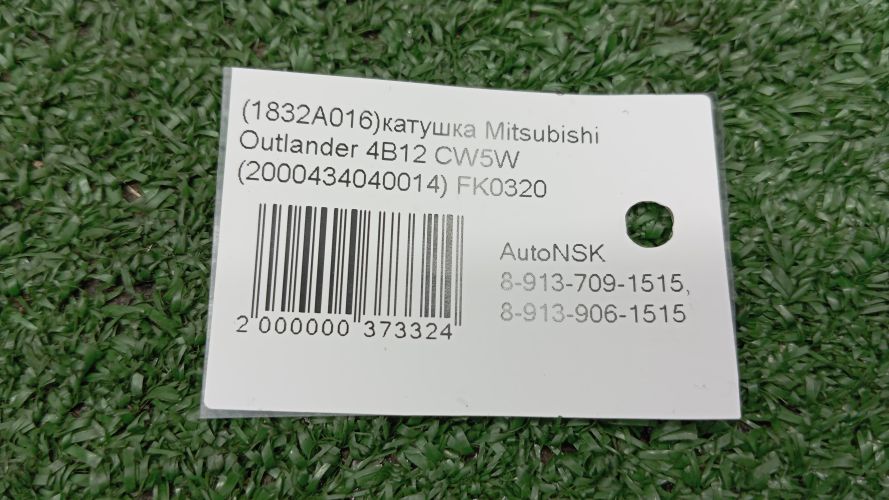 (1832A016)катушка Mitsubishi
Outlander 4B12 CW5W
(2000434040014) FK0320
AutoNSK
8-913-709-1515,
8-913-906-1515
2 000000 373324